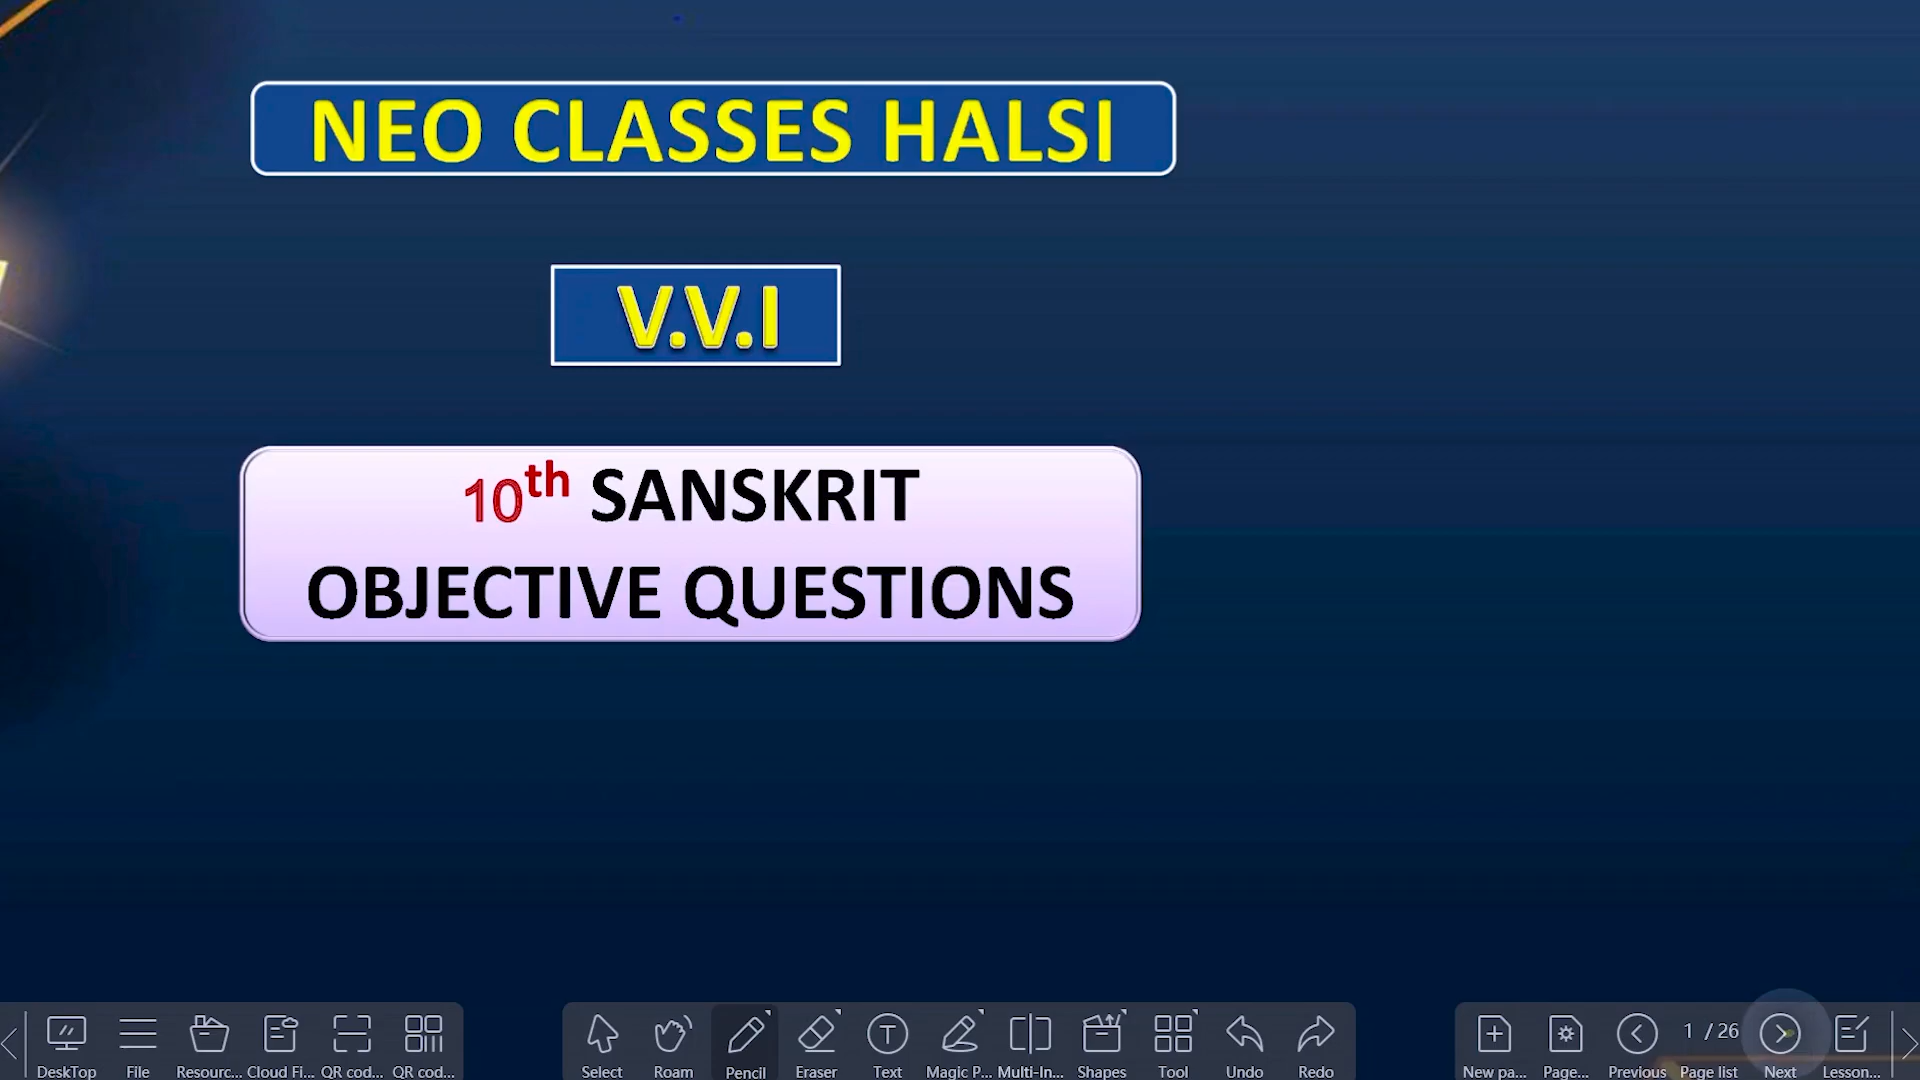 NEO CLASSES HALSI
V.V.I
10th SANSKRIT
OBJECTIVE QUESTIONS
DeskTop File Resourc... Cloud Fi... QR cod... QR cod... Select Roam Pencil Eraser Text Magic P... Multi-In... Shapes Tool Undo Redo New pa... Page... Previous 1 / 26 Page list Next Lesson...